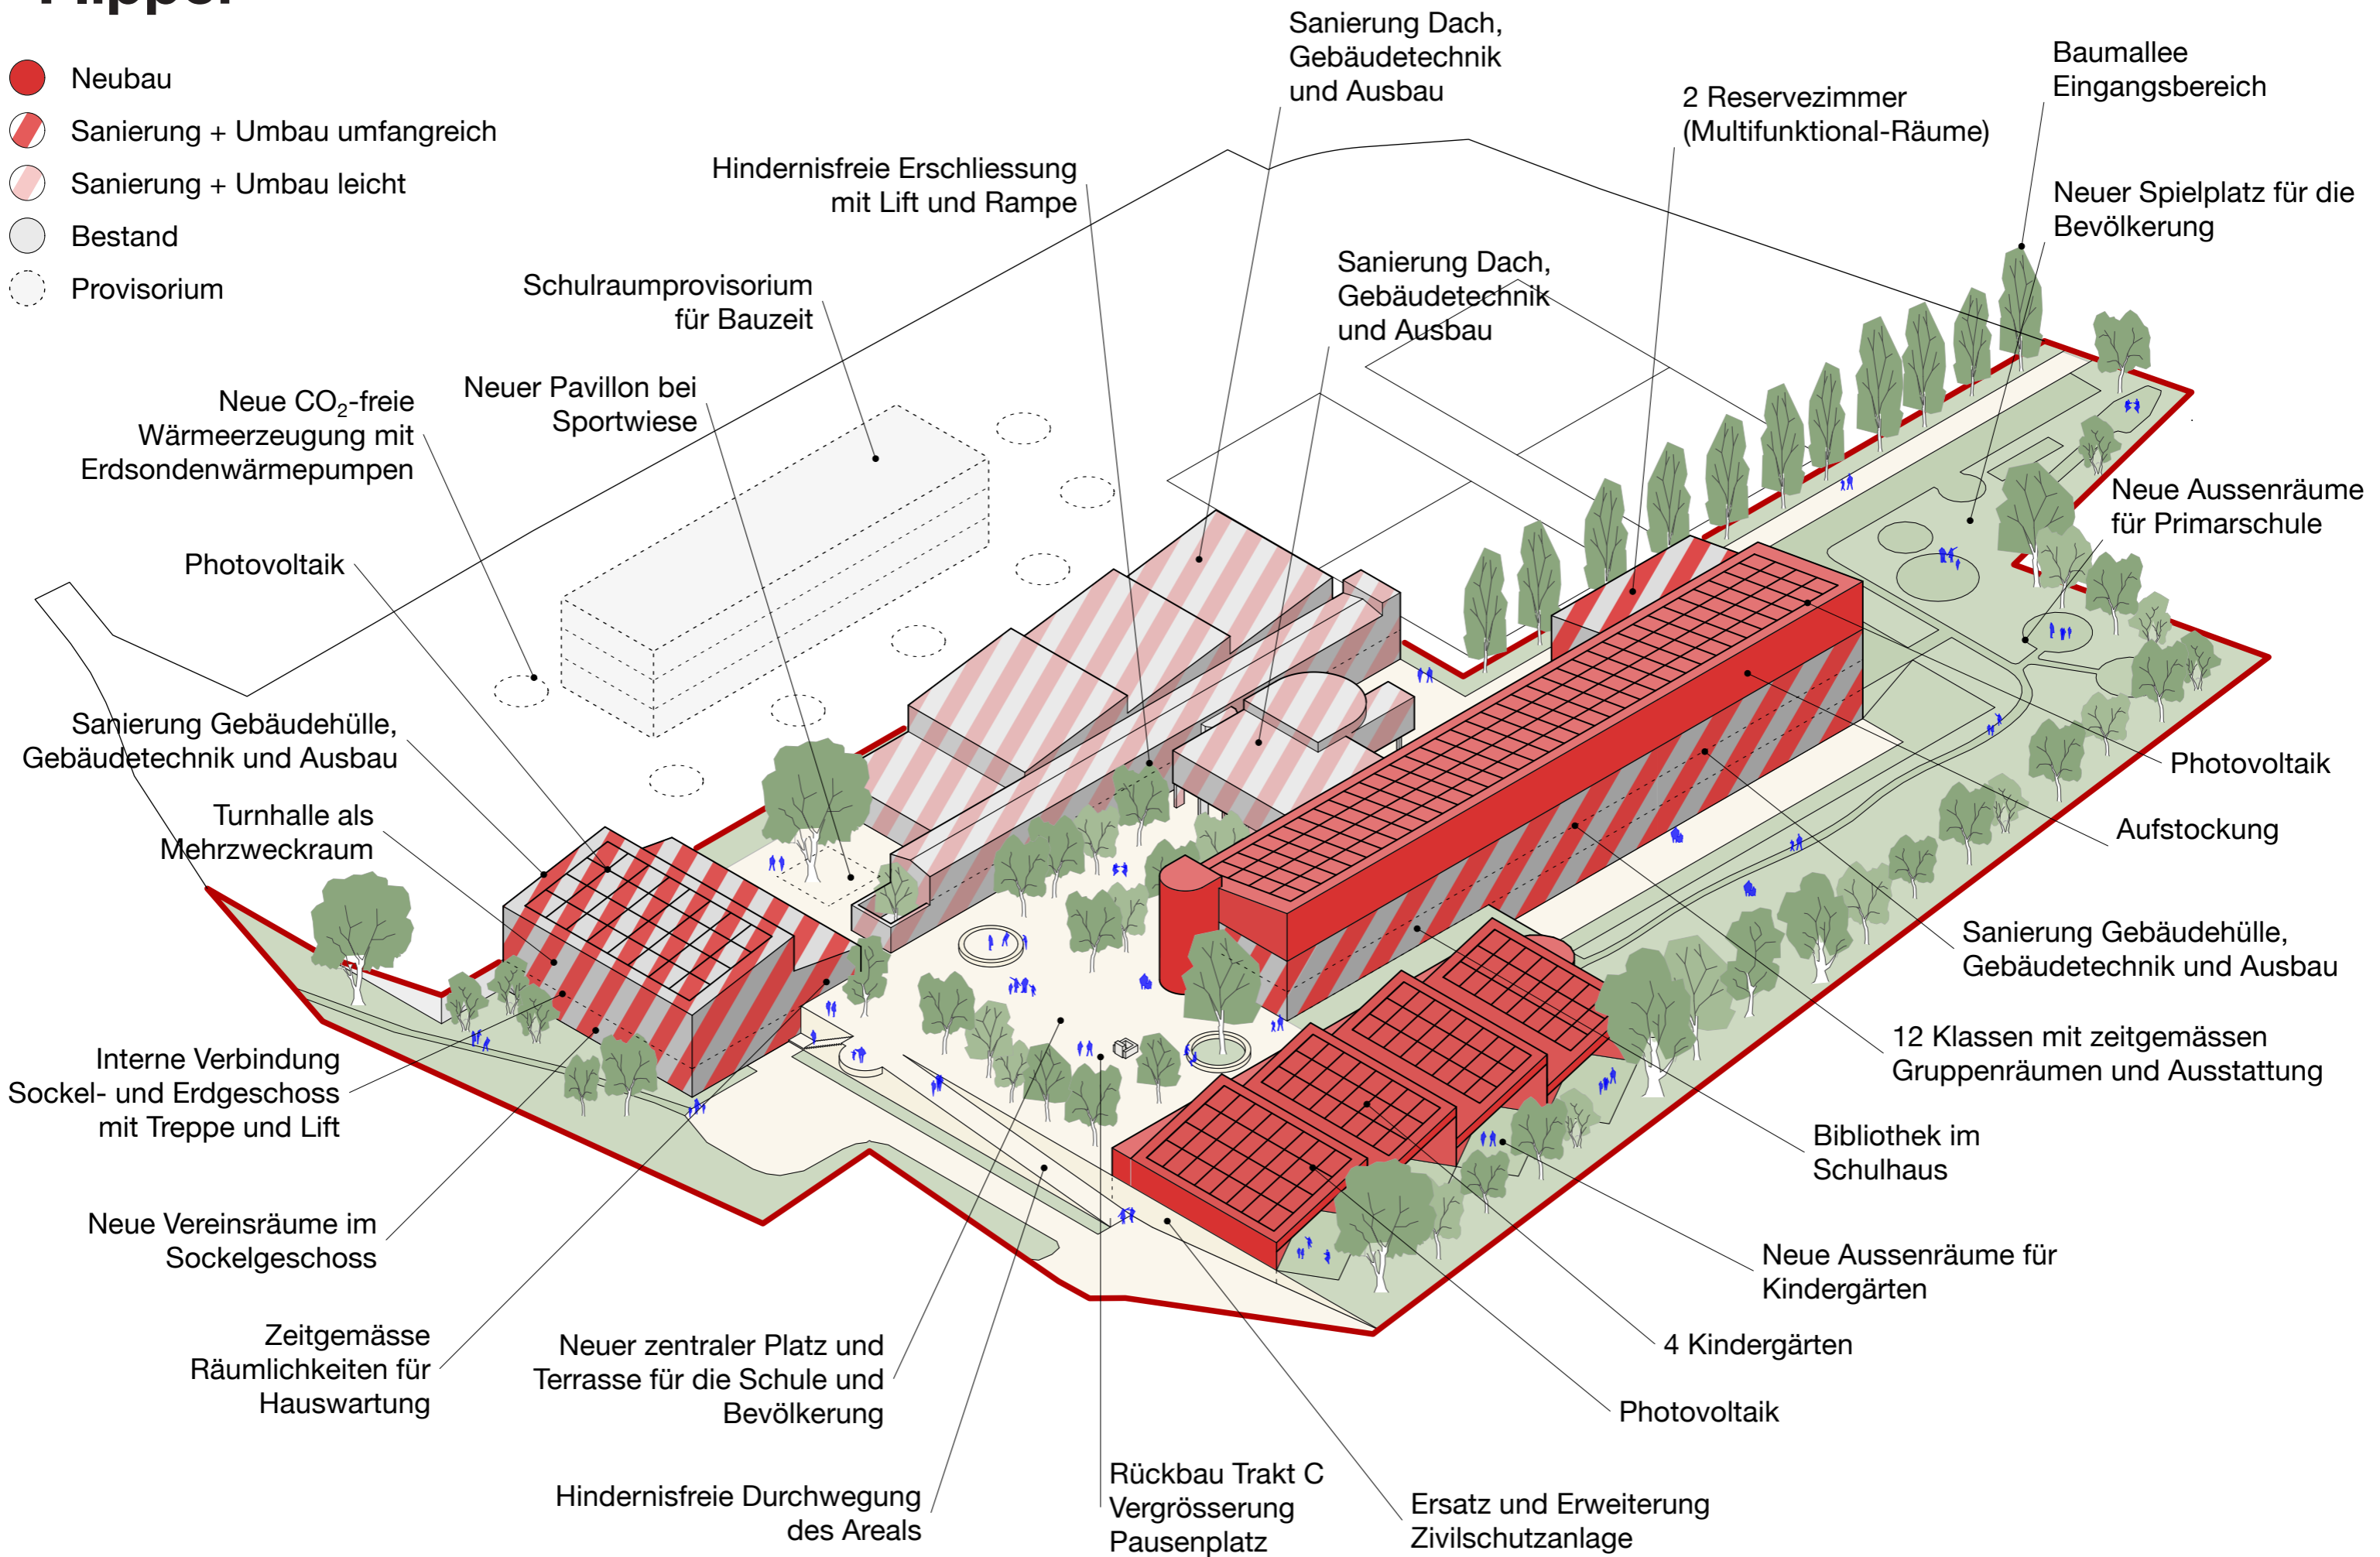 Neubau
Sanierung + Umbau umfangreich
Sanierung + Umbau leicht
Bestand
Provisorium
Sanierung Dach,
Gebäudetechnik
und Ausbau
Baumallee
Eingangsbereich
2 Reservezimmer
(Multifunktional-Räume)
Hindernisfreie Erschliessung
mit Lift und Rampe
Neuer Spielplatz für die
Bevölkerung
Sanierung Dach,
Gebäudetechnik
und Ausbau
Schulraumprovisorium
für Bauzeit
Neuer Pavillon bei
Sportwiese
Neue CO₂-freie
Wärmeerzeugung mit
Erdsondenwärmepumpen
Neue Aussenräume
für Primarschule
Photovoltaik
Sanierung Gebäudehülle,
Gebäudetechnik und Ausbau
Photovoltaik
Turnhalle als
Mehrzweckraum
Aufstockung
Sanierung Gebäudehülle,
Gebäudetechnik und Ausbau
12 Klassen mit zeitgemässen
Gruppenräumen und Ausstattung
Interne Verbindung
Sockel- und Erdgeschoss
mit Treppe und Lift
Bibliothek im
Schulhaus
Neue Vereinsräume im
Sockelgeschoss
Neue Aussenräume für
Kindergärten
Zeitgemässe
Räumlichkeiten für
Hauswartung
Neuer zentraler Platz und
Terrasse für die Schule und
Bevölkerung
4 Kindergärten
Photovoltaik
Hindernisfreie Durchwegung
des Areals
Rückbau Trakt C
Vergrösserung
Pausenplatz
Ersatz und Erweiterung
Zivilschutzanlage